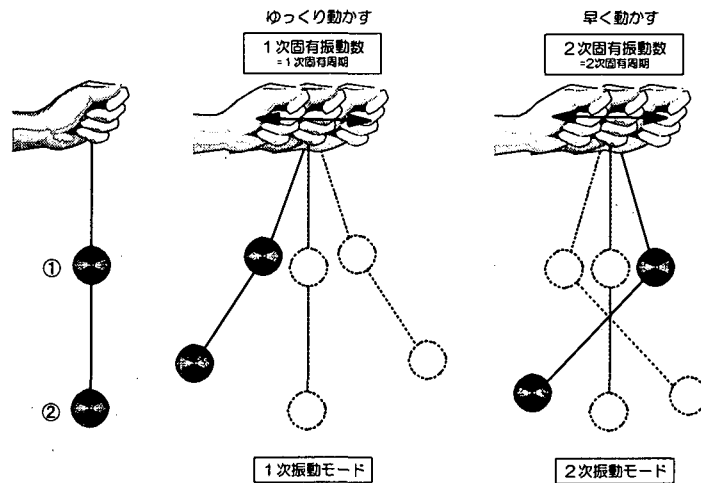 ゆっくり動かす
1次固有振動数
=1次固有周期
早く動かす
2次固有振動数
=2次固有周期
①
②
1次振動モード
2次振動モード